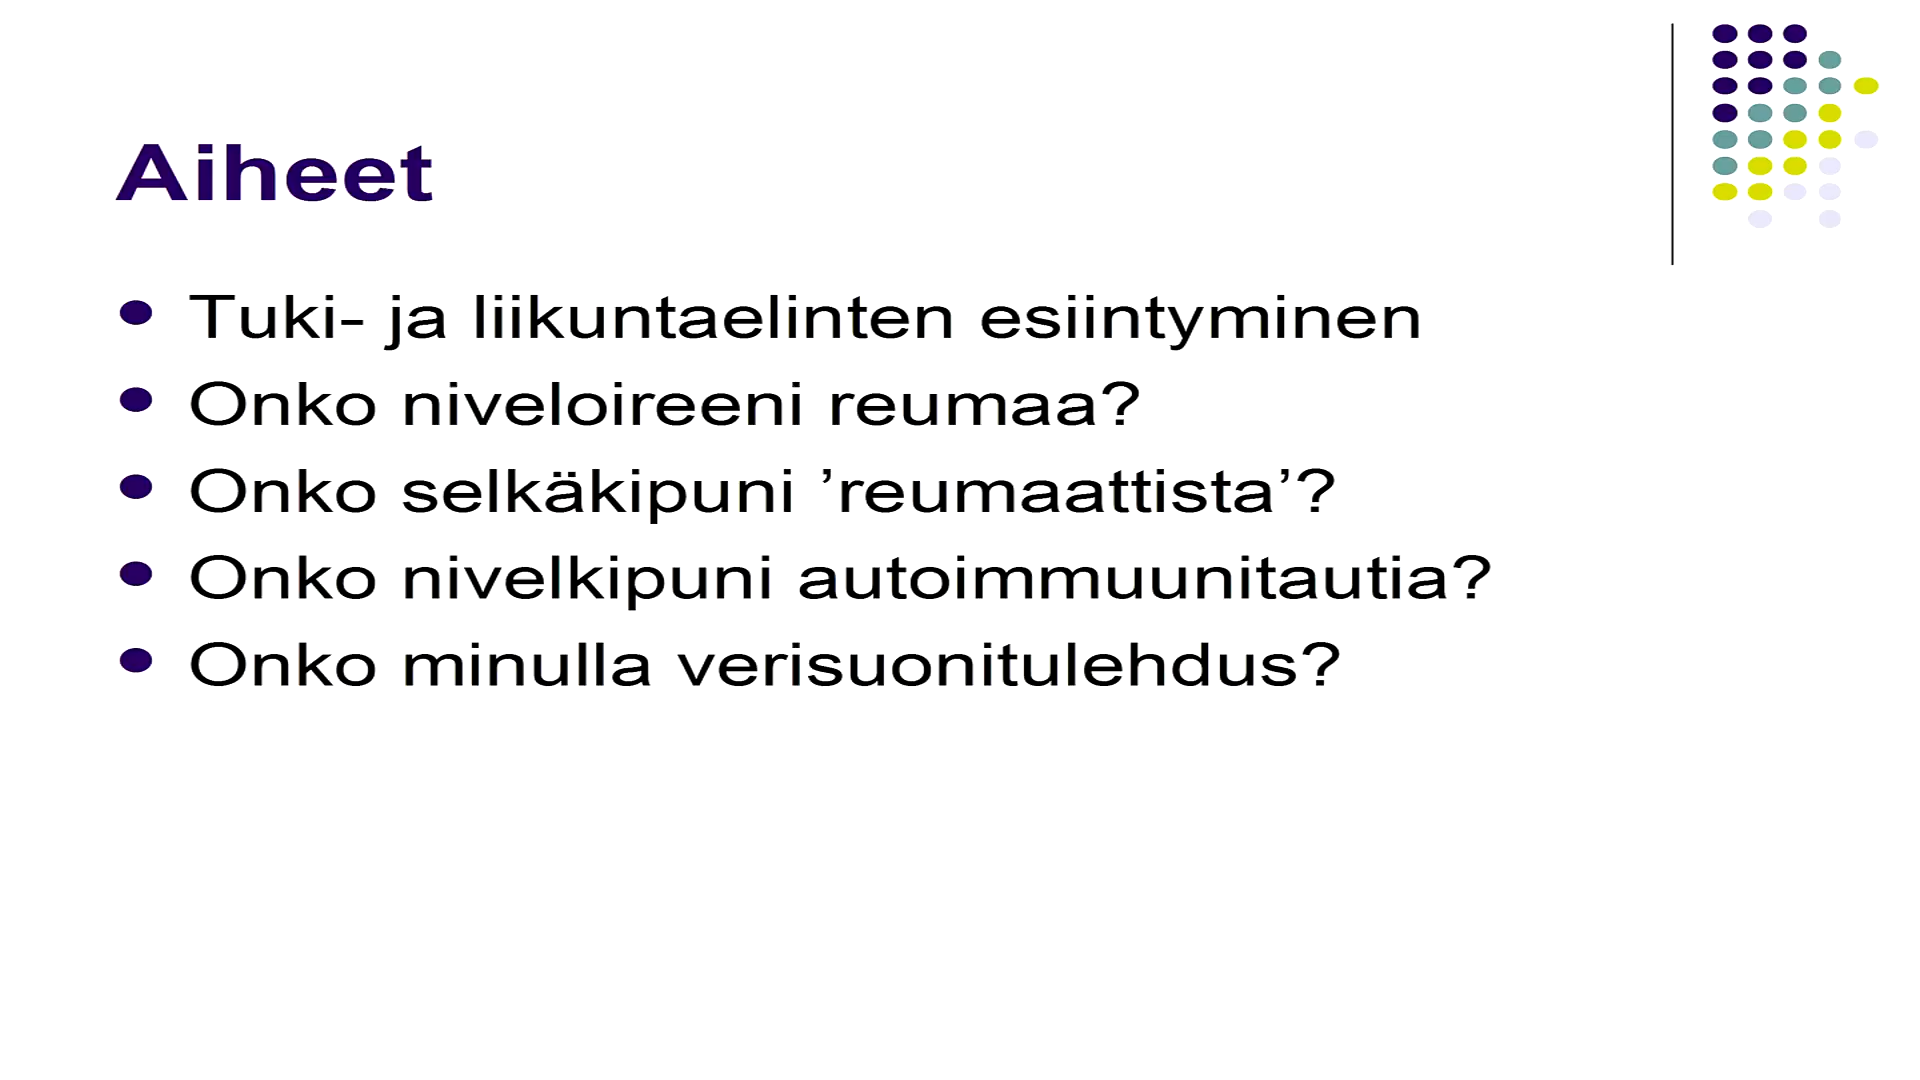 Aiheet
Tuki- ja liikuntaelinten esiintyminen
Onko niveloireeni reumaa?
Onko selkäkipuni ’reumaattista’?
Onko nivelkipuni autoimmuunitautia?
Onko minulla verisuonitulehdus?